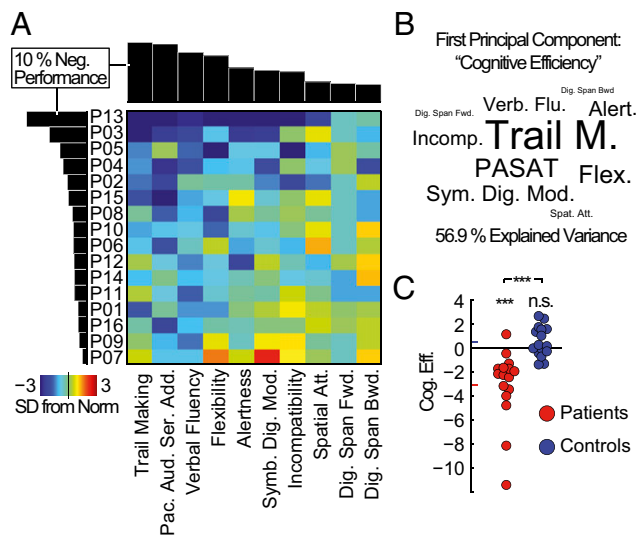 A
10 % Neg.
Performance
P13
P03
P05
P04
P02
P15
P08
P10
P06
P12
P14
P11
P01
P16
P09
P07
−3 3
SD from Norm
Trail Making
Pac. Aud. Ser. Add.
Verbal Fluency
Flexibility
Alertness
Symb. Dig. Mod.
Incompatibility
Spatial Att.
Dig. Span Fwd.
Dig. Span Bwd.
B
First Principal Component:
“Cognitive Efficiency”
Dig. Span Bwd
Dig. Span Fwd. Verb. Flu. Alert.
Incomp. Trail M.
PASAT Flex.
Sym. Dig. Mod.
Spat. Att.
56.9 % Explained Variance
C
***
*** n.s.
4
2
0
−2
−4
−6
−8
−10
Cog. Eff.
Patients
Controls